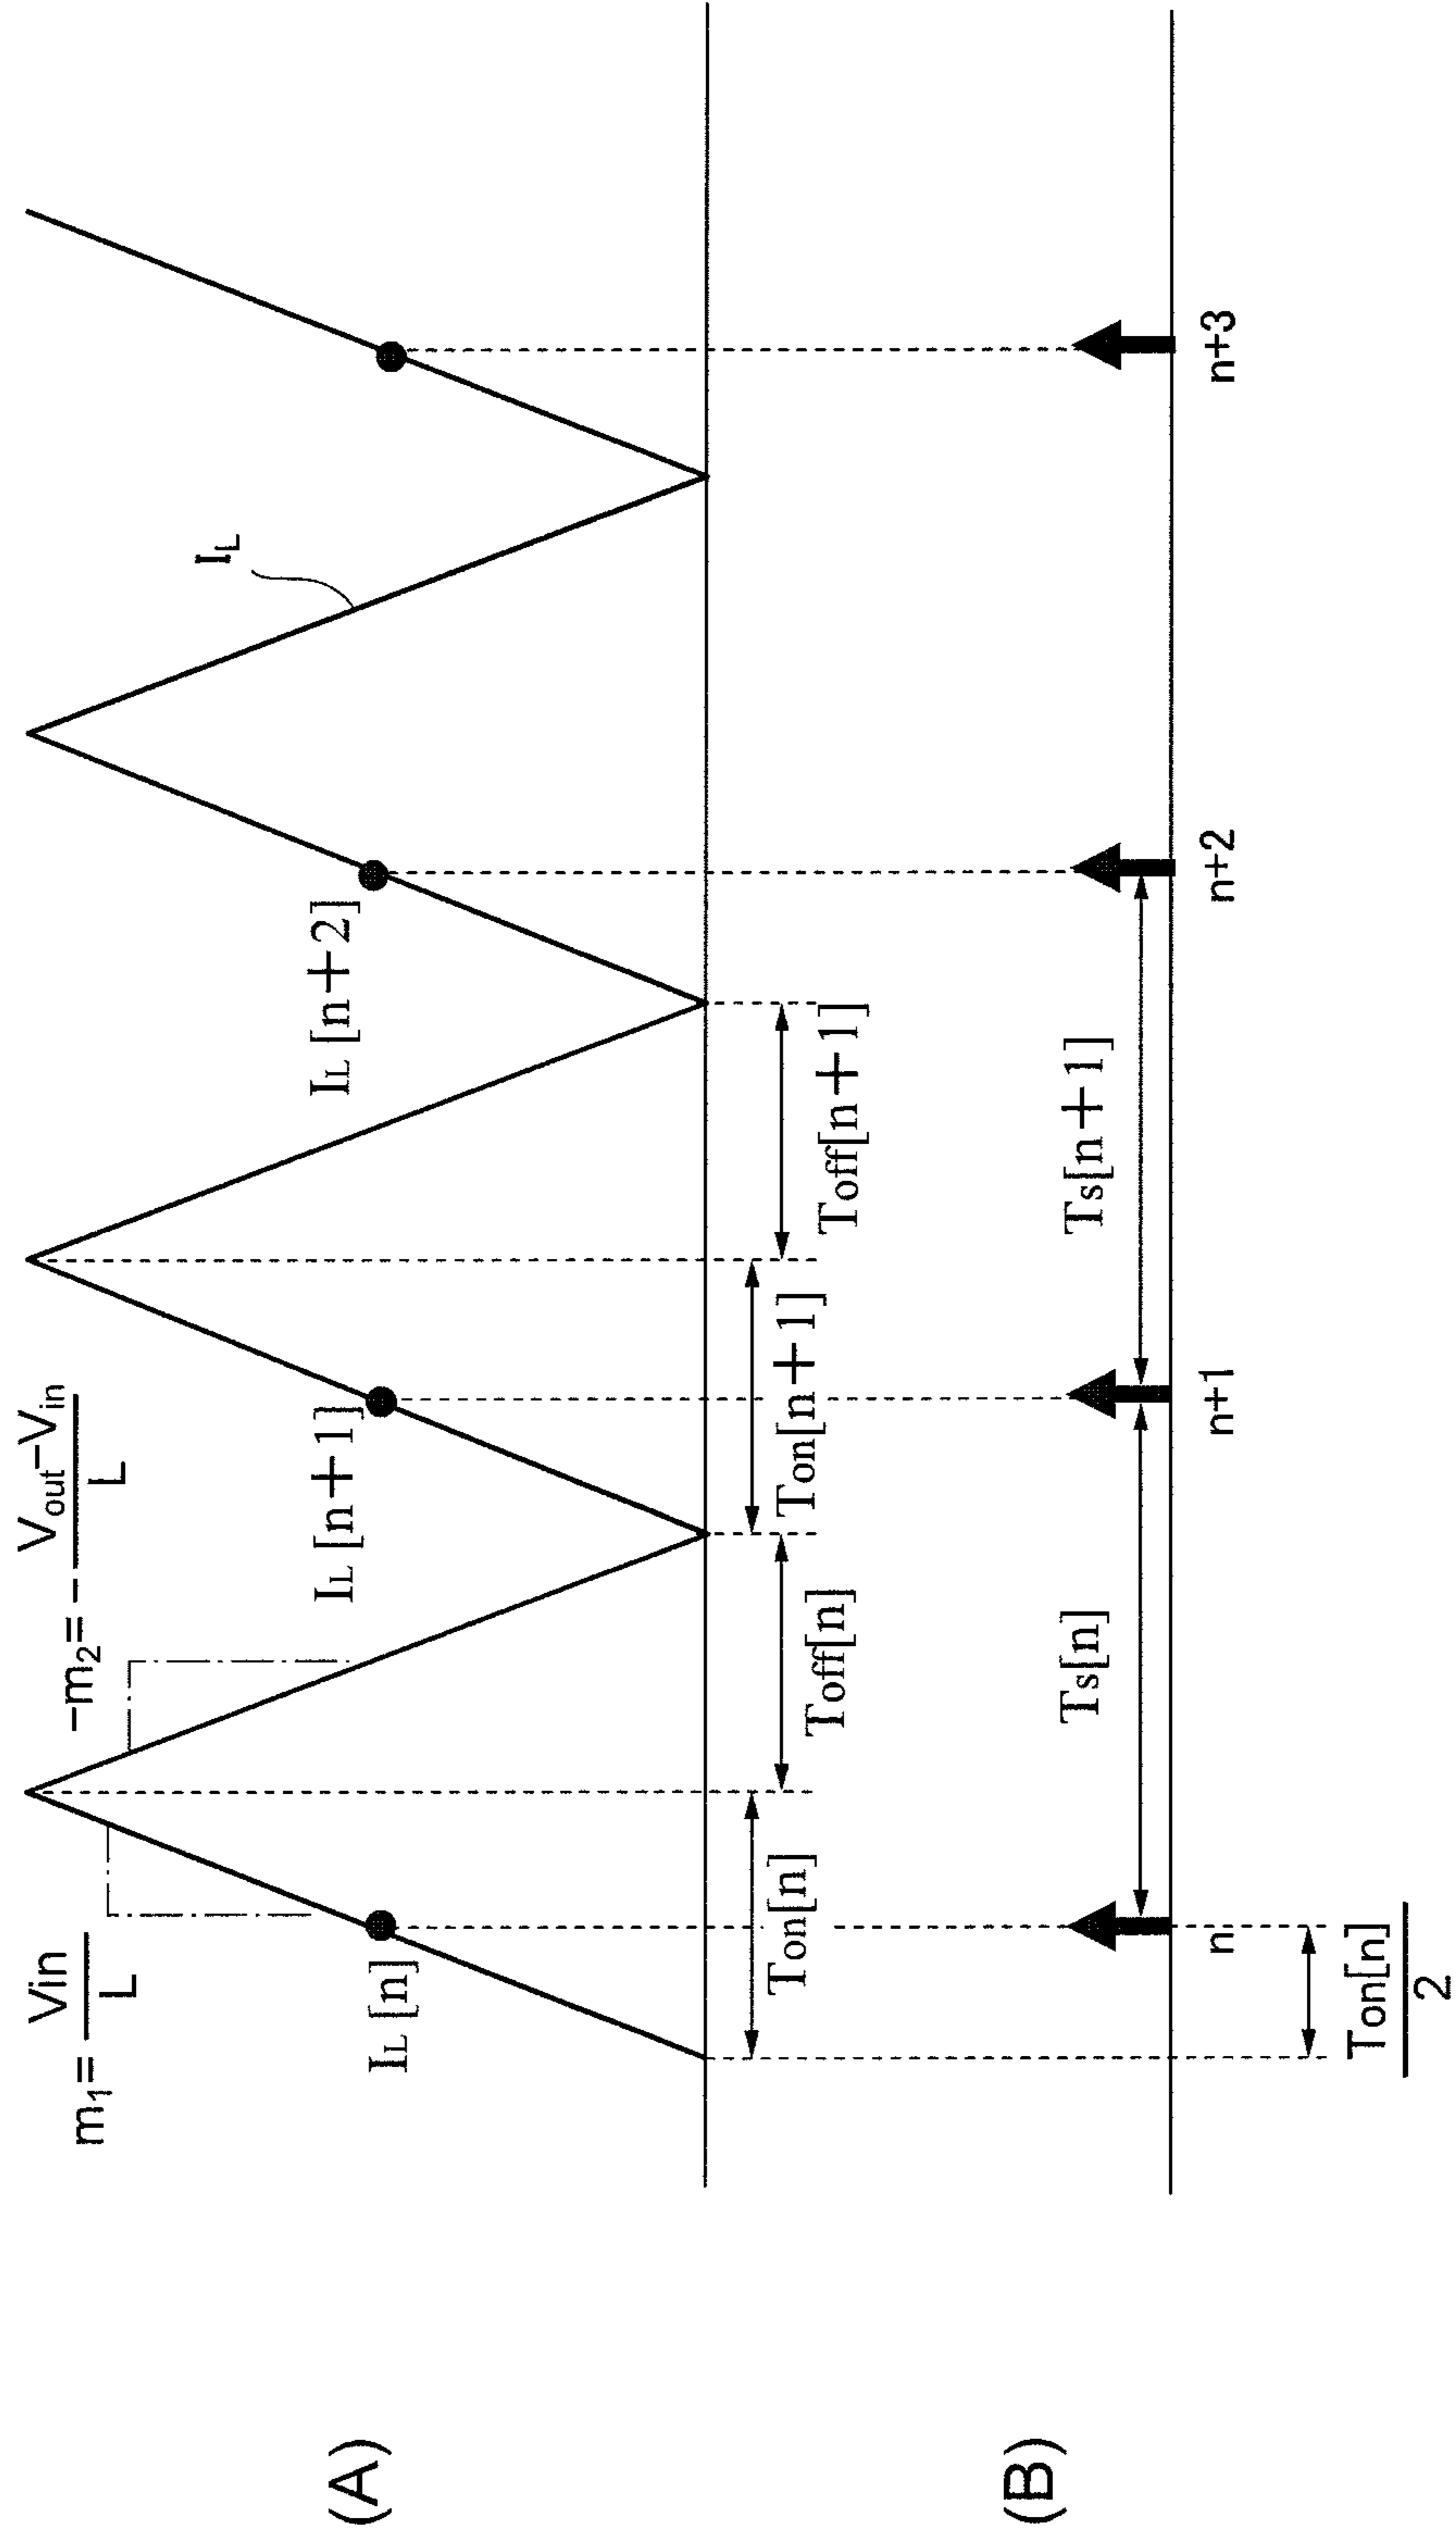 (A)
m₁= Vin/L
−m₂= − Vout−Vin/L
IL [n]
IL [n+1]
IL [n+2]
IL
Ton[n]
Toff[n]
Ton[n+1]
Toff[n+1]
(B)
Ts[n]
Ts[n+1]
n
n+1
n+2
n+3
Ton[n]/2